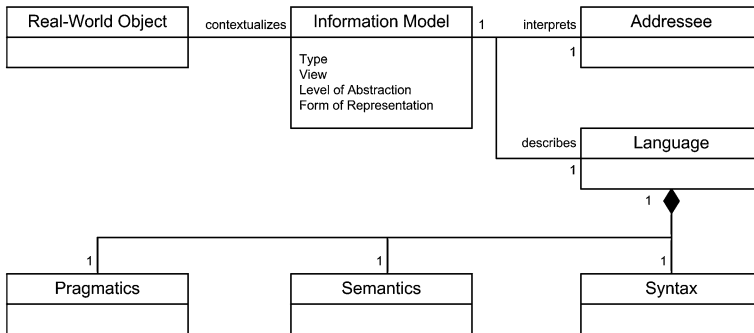 Real-World Object
contextualizes
Information Model
1
interprets
Addressee
1
Type
View
Level of Abstraction
Form of Representation
describes
Language
1
1
1
1
1
Pragmatics
Semantics
Syntax